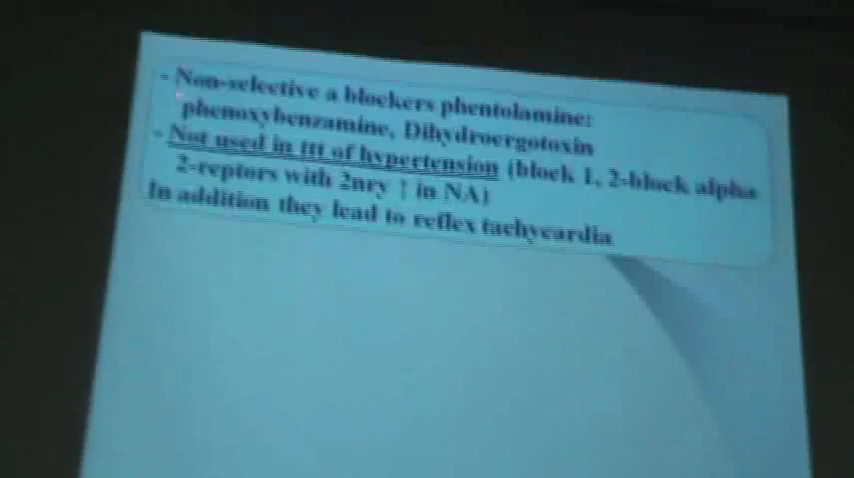 - Non-selective a blockers phentolamine:
phenoxybenzamine, Dihydroergotoxin
- Not used in ttt of hypertension (block 1, 2-block alpha
2-reptors with 2nry ↑ in NA)
In addition they lead to reflex tachycardia